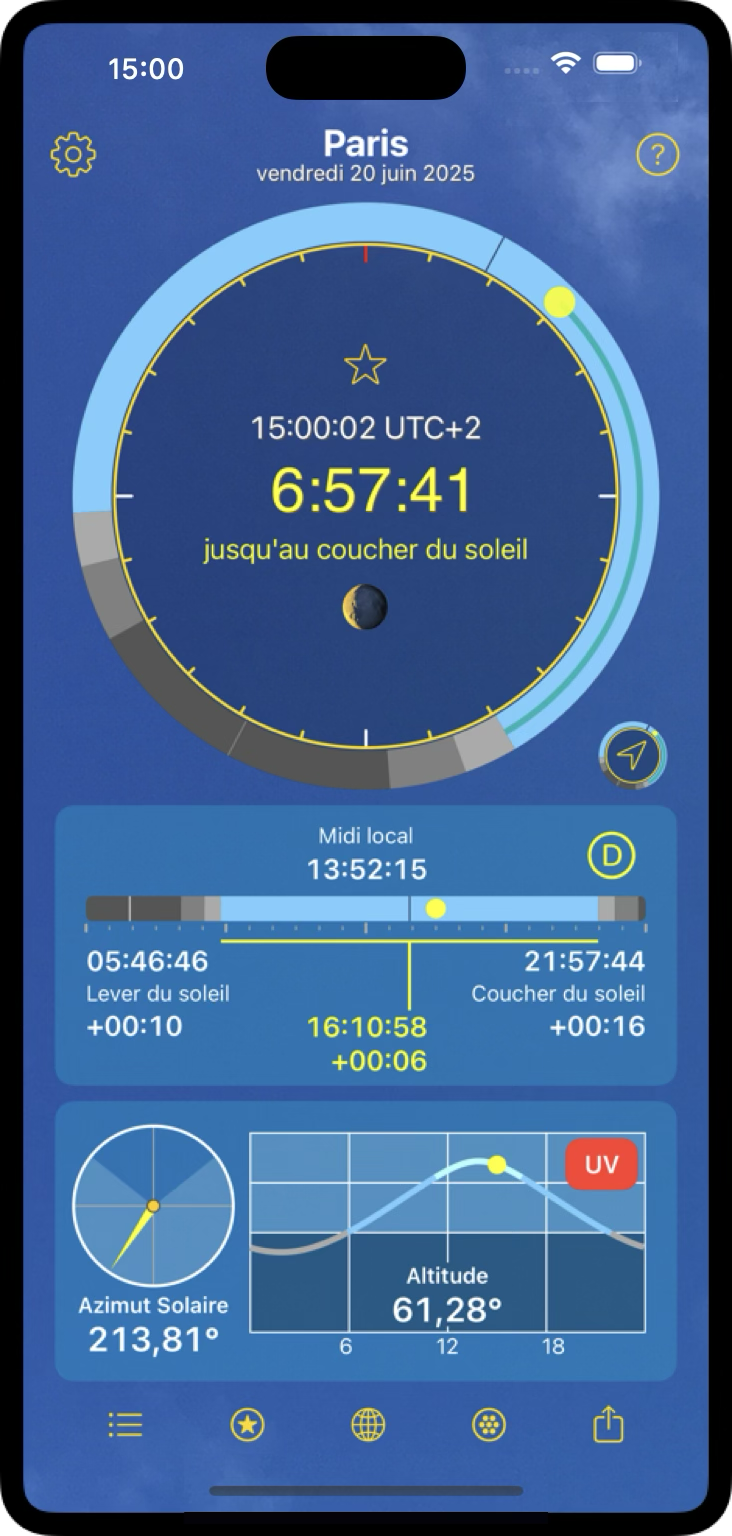 15:00
Paris
vendredi 20 juin 2025
?
15:00:02 UTC+2
6:57:41
jusqu'au coucher du soleil
Midi local
13:52:15
D
05:46:46
21:57:44
Lever du soleil
Coucher du soleil
+00:10
16:10:58
+00:16
+00:06
UV
Altitude
61,28°
Azimut Solaire
213,81°
6
12
18